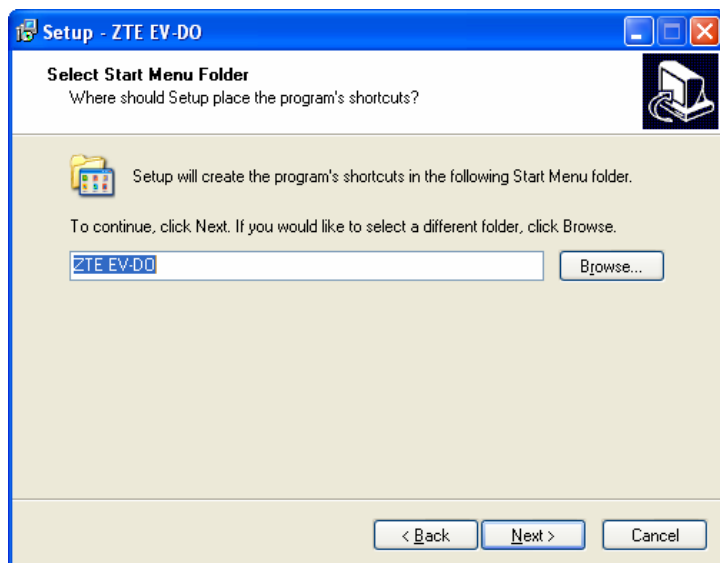 Setup - ZTE EV-DO
Select Start Menu Folder
Where should Setup place the program's shortcuts?
Setup will create the program's shortcuts in the following Start Menu folder.
To continue, click Next. If you would like to select a different folder, click Browse.
ZTE EV-DO
Browse...
< Back
Next >
Cancel